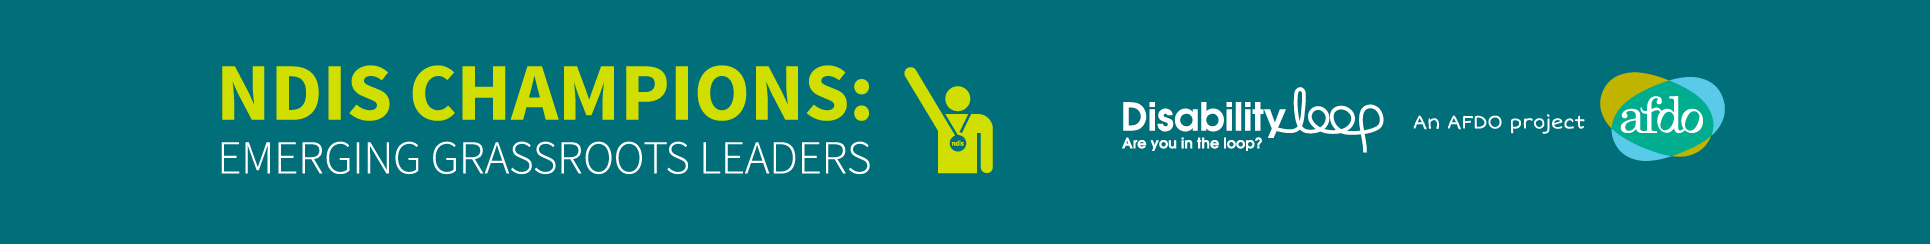 NDIS CHAMPIONS:
EMERGING GRASSROOTS LEADERS
ndis
Disability loop
Are you in the loop?
An AFDO project
afdo